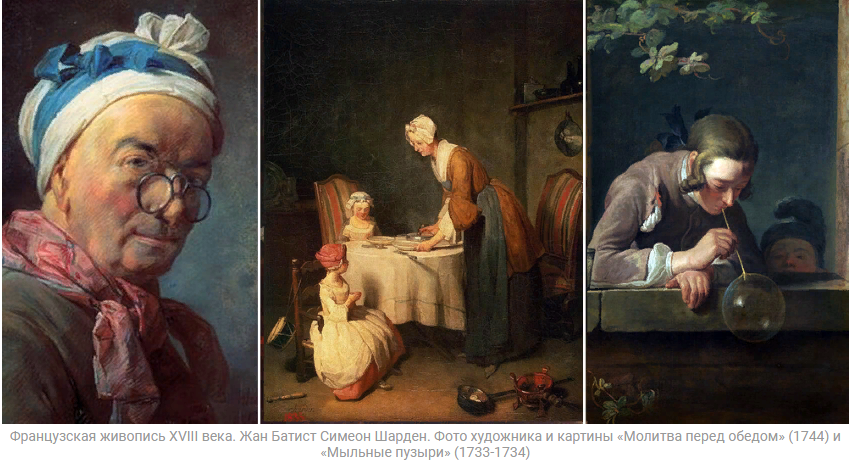 Французская живопись XVIII века. Жан Батист Симеон Шарден. Фото художника и картины «Молитва перед обедом» (1744) и
«Мыльные пузыри» (1733-1734)